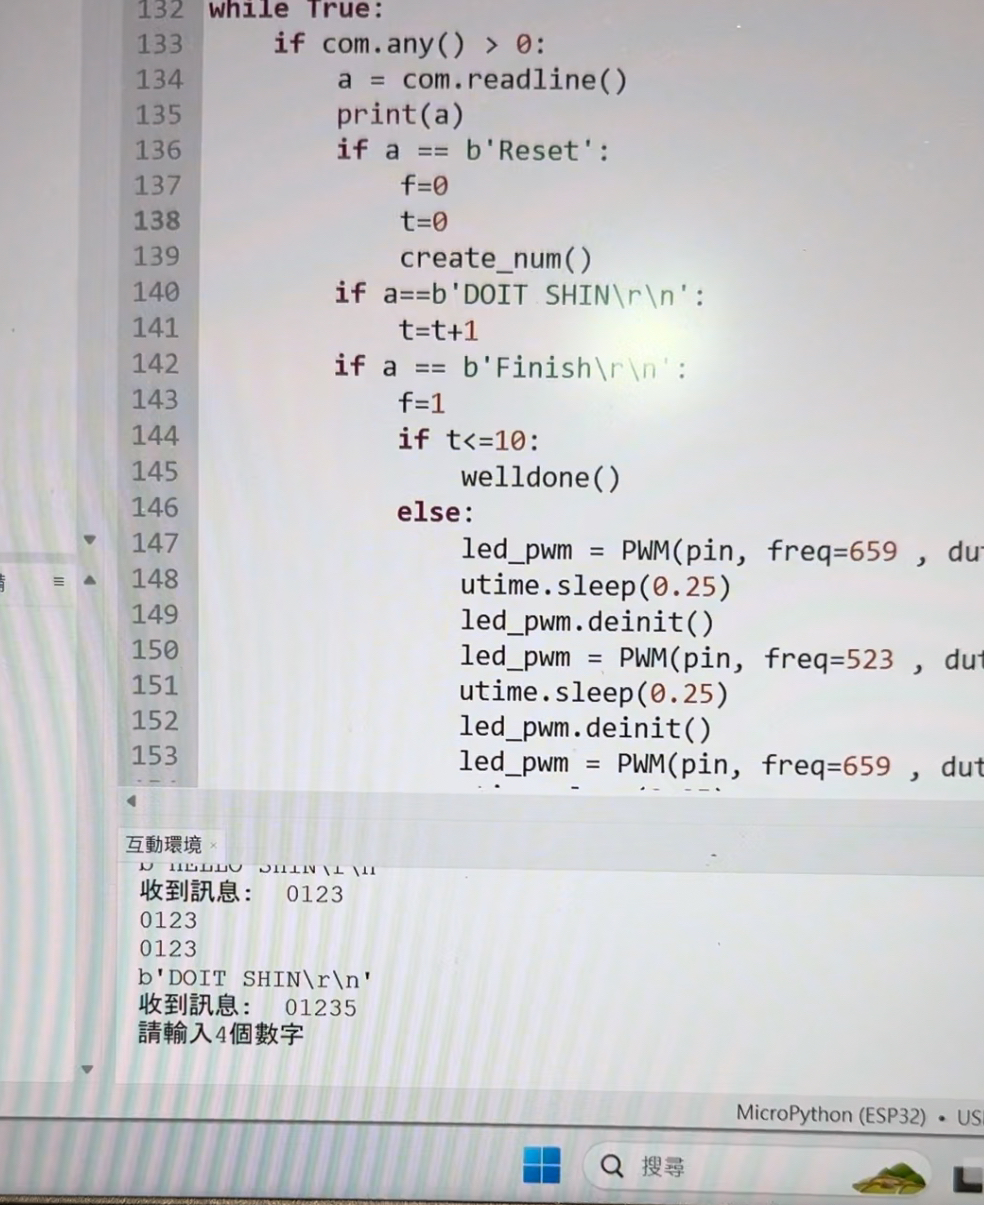 132 while True:
133     if com.any() > 0:
134         a = com.readline()
135         print(a)
136         if a == b'Reset':
137             f=0
138             t=0
139             create_num()
140         if a==b'DOIT SHIN\r\n':
141             t=t+1
142         if a == b'Finish\r\n':
143             f=1
144             if t<=10:
145                 welldone()
146             else:
147                 led_pwm = PWM(pin, freq=659 , du
148                 utime.sleep(0.25)
149                 led_pwm.deinit()
150                 led_pwm = PWM(pin, freq=523 , dut
151                 utime.sleep(0.25)
152                 led_pwm.deinit()
153                 led_pwm = PWM(pin, freq=659 , dut
互動環境 ×
b'HELLO SHIN\r\n
收到訊息: 0123
0123
0123
b'DOIT SHIN\r\n'
收到訊息: 01235
請輸入4個數字
MicroPython (ESP32) • US
搜尋